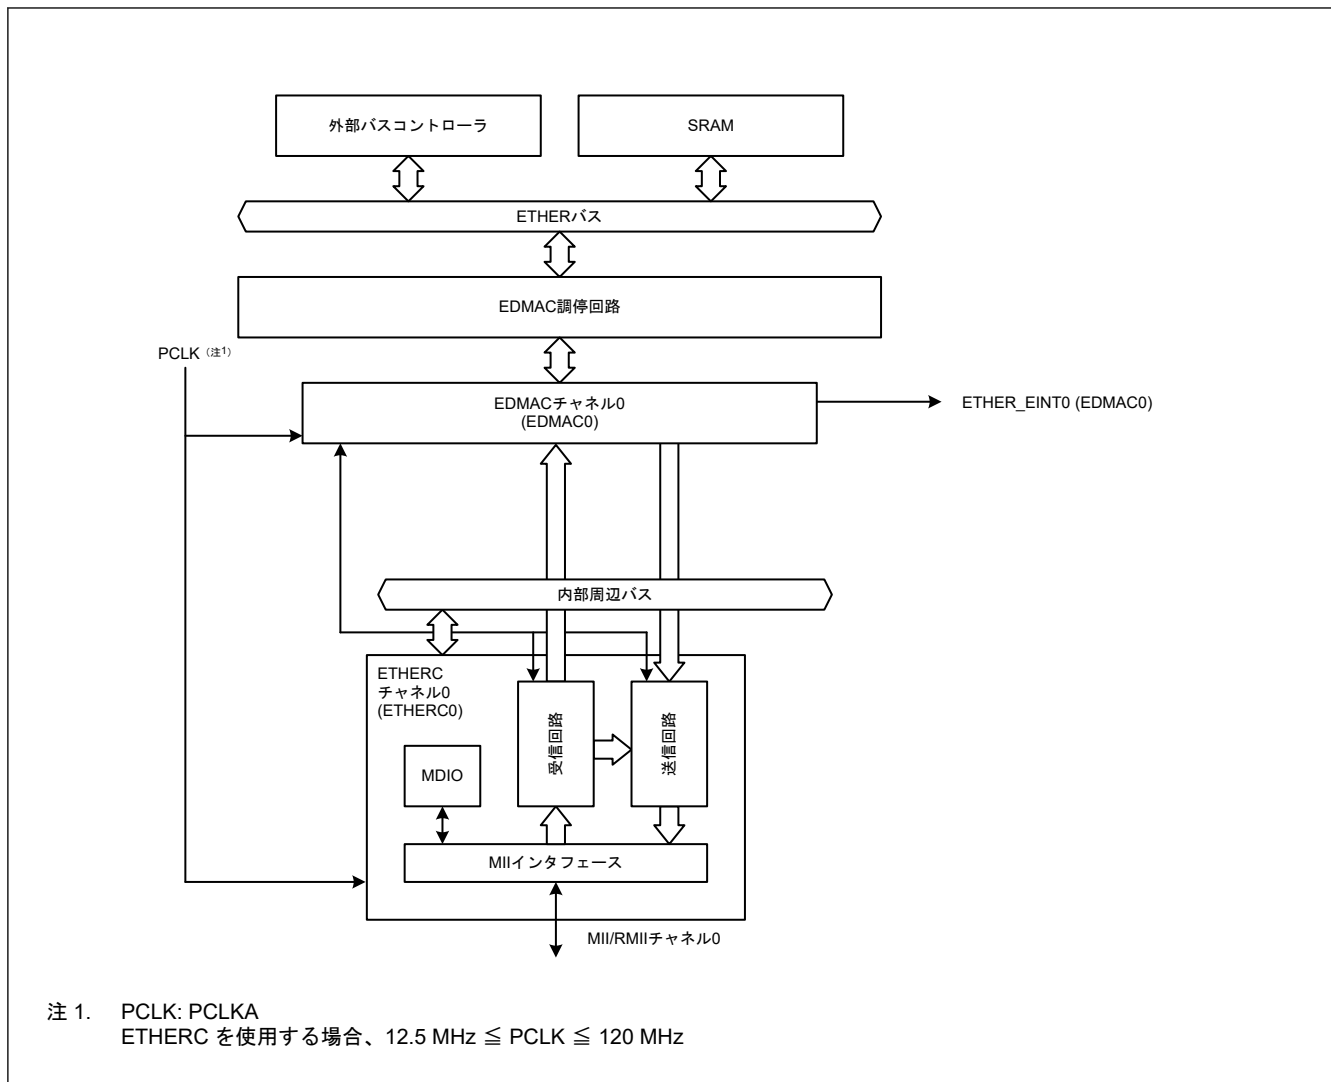 外部バスコントローラ
SRAM
ETHERバス
EDMAC調停回路
PCLK（注1）
EDMACチャネル0
(EDMAC0)
ETHER_EINT0 (EDMAC0)
内部周辺バス
ETHERC
チャネル0
(ETHERC0)
受信回路
送信回路
MDIO
MIIインタフェース
MII/RMIIチャネル0
注 1. PCLK: PCLKA
ETHERC を使用する場合、12.5 MHz ≦ PCLK ≦ 120 MHz